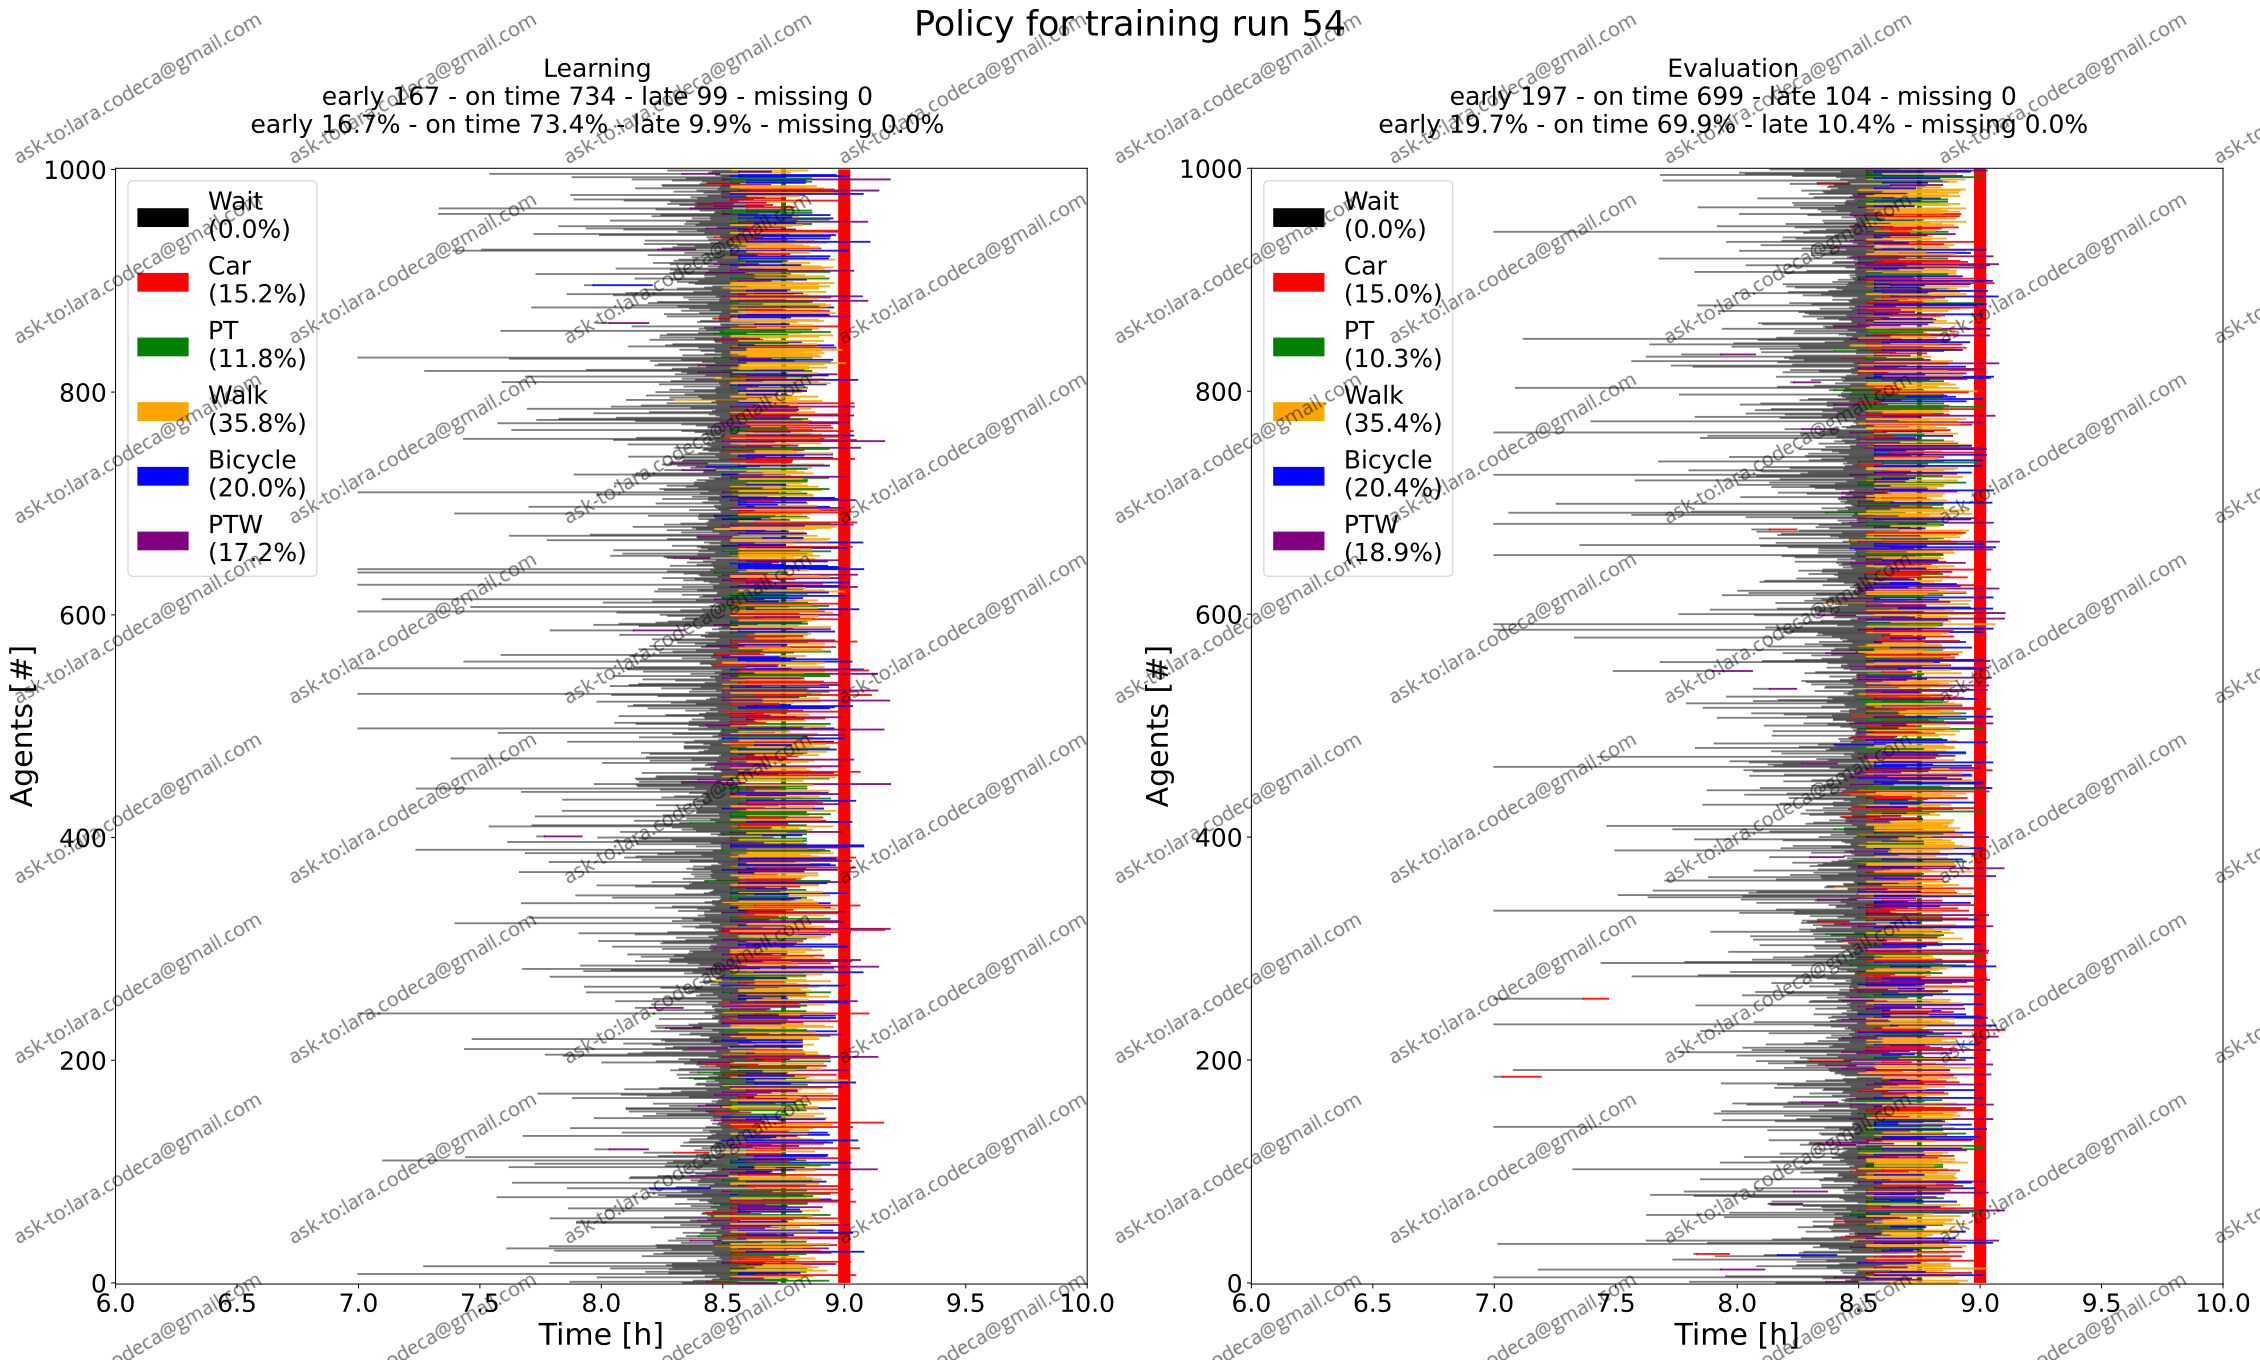 Policy for training run 54
Learning
early 167 - on time 734 - late 99 - missing 0
early 16.7% - on time 73.4% - late 9.9% - missing 0.0%
Evaluation
early 197 - on time 699 - late 104 - missing 0
early 19.7% - on time 69.9% - late 10.4% - missing 0.0%
Agents [#]
1000
800
600
400
200
0
Wait
(0.0%)
Car
(15.2%)
PT
(11.8%)
Walk
(35.8%)
Bicycle
(20.0%)
PTW
(17.2%)
6.0 6.5 7.0 7.5 8.0 8.5 9.0 9.5 10.0
Time [h]
Agents [#]
1000
800
600
400
200
0
Wait
(0.0%)
Car
(15.0%)
PT
(10.3%)
Walk
(35.4%)
Bicycle
(20.4%)
PTW
(18.9%)
6.0 6.5 7.0 7.5 8.0 8.5 9.0 9.5 10.0
Time [h]
ask-to:lara.codeca@gmail.com